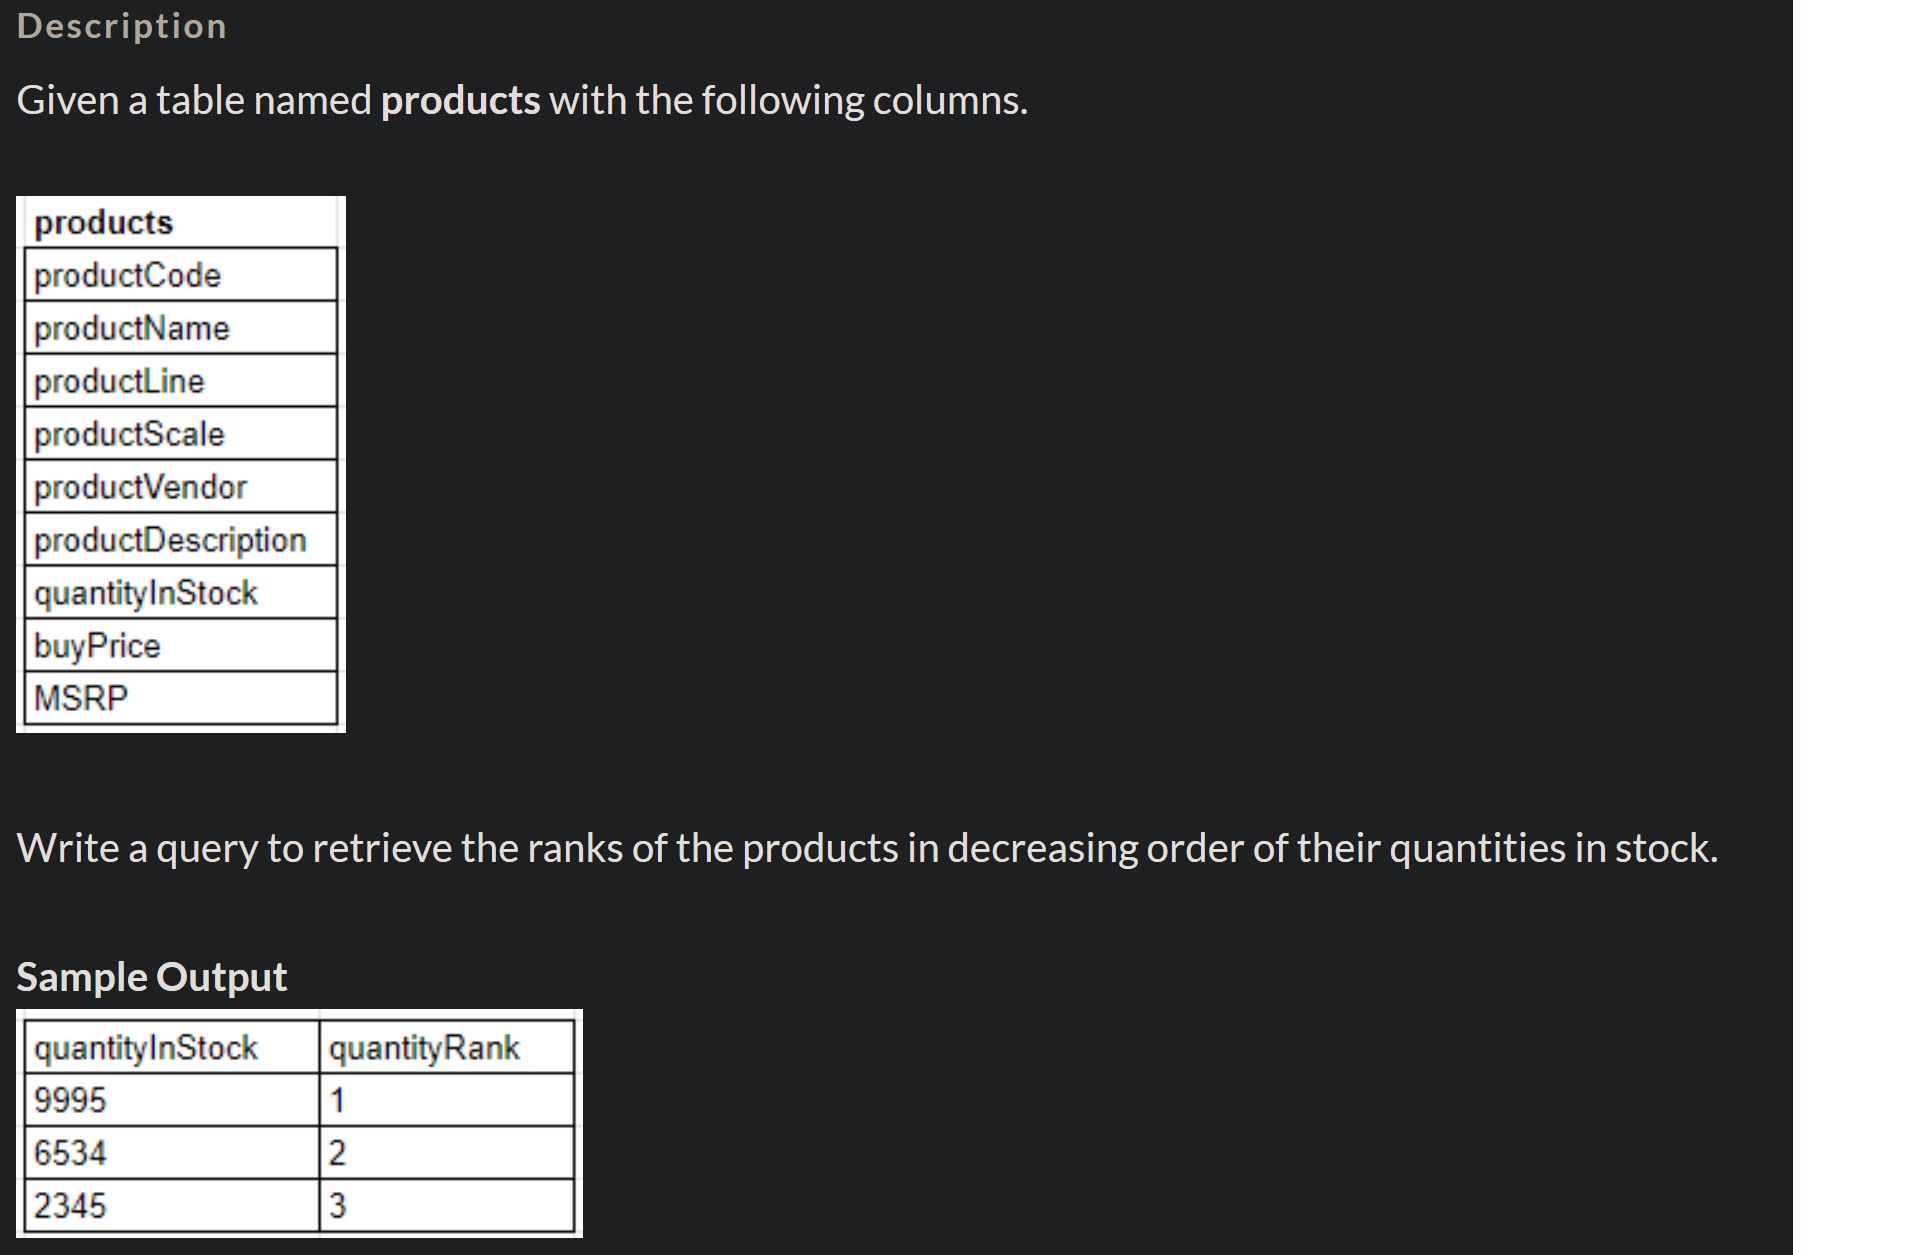 Description
Given a table named products with the following columns.
products
productCode
productName
productLine
productScale
productVendor
productDescription
quantityInStock
buyPrice
MSRP
Write a query to retrieve the ranks of the products in decreasing order of their quantities in stock.
Sample Output
quantityInStock quantityRank
9995 1
6534 2
2345 3